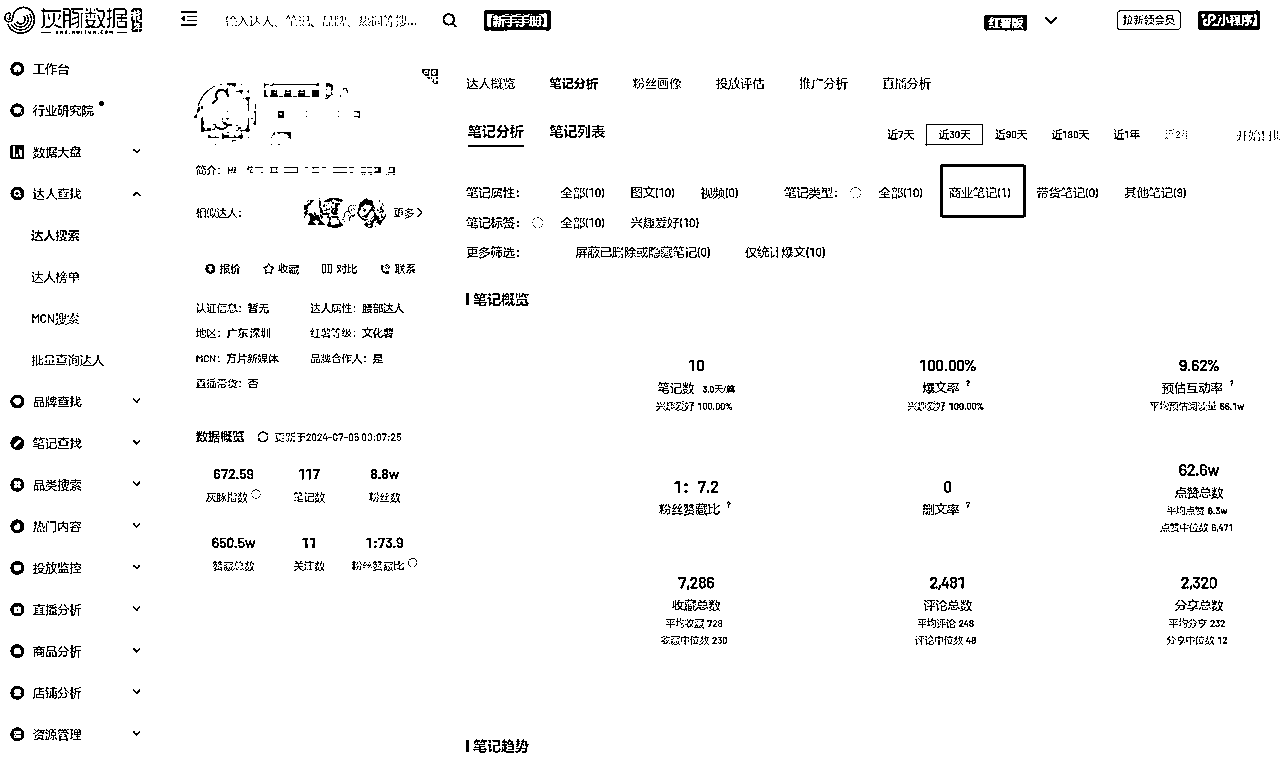 灰豚数据
工作台
行业研究院
数据大盘
达人查找
达人搜索
达人榜单
MCN搜索
批量查询达人
品牌查找
笔记查找
品类搜索
热门内容
投放监控
直播分析
商品分析
店铺分析
资源管理
输入达人、笔记、品牌、热词等搜...
【新手手册】
红薯版
拉新领会员
小程序
简介:
相似达人:
更多>
报价 收藏 对比 联系
认证信息: 暂无 达人属性: 腰部达人
地区: 广东深圳 红薯等级: 文化薯
MCN: 方片新媒体 品牌合作人: 是
直播带货: 否
数据概览 更新于2024-07-06 00:07:25
672.59 117 8.8w
灰豚指数 笔记数 粉丝数
650.5w 11 1:73.9
赞藏总数 关注数 粉丝赞藏比
达人概览 笔记分析 粉丝画像 投放评估 推广分析 直播分析
笔记分析 笔记列表
近7天 近30天 近90天 近180天 近1年 近2年 开始日期
笔记属性: 全部(10) 图文(10) 视频(0) 笔记类型: 全部(10) 商业笔记(1) 带货笔记(0) 其他笔记(9)
笔记标签: 全部(10) 兴趣爱好(10)
更多筛选: 屏蔽已删除或隐藏笔记(0) 仅统计爆文(10)
笔记概览
10 100.00% 9.62%
笔记数 3.0天/篇 爆文率 ? 预估互动率 ?
兴趣爱好 100.00% 兴趣爱好 100.00% 平均预估阅读量 66.1w
1: 7.2 0 62.6w
粉丝赞藏比 ? 删文率 ? 点赞总数
平均点赞 6.3w
点赞中位数 6,471
7,286 2,481 2,320
收藏总数 评论总数 分享总数
平均收藏 728 平均评论 248 平均分享 232
收藏中位数 230 评论中位数 48 分享中位数 12
笔记趋势